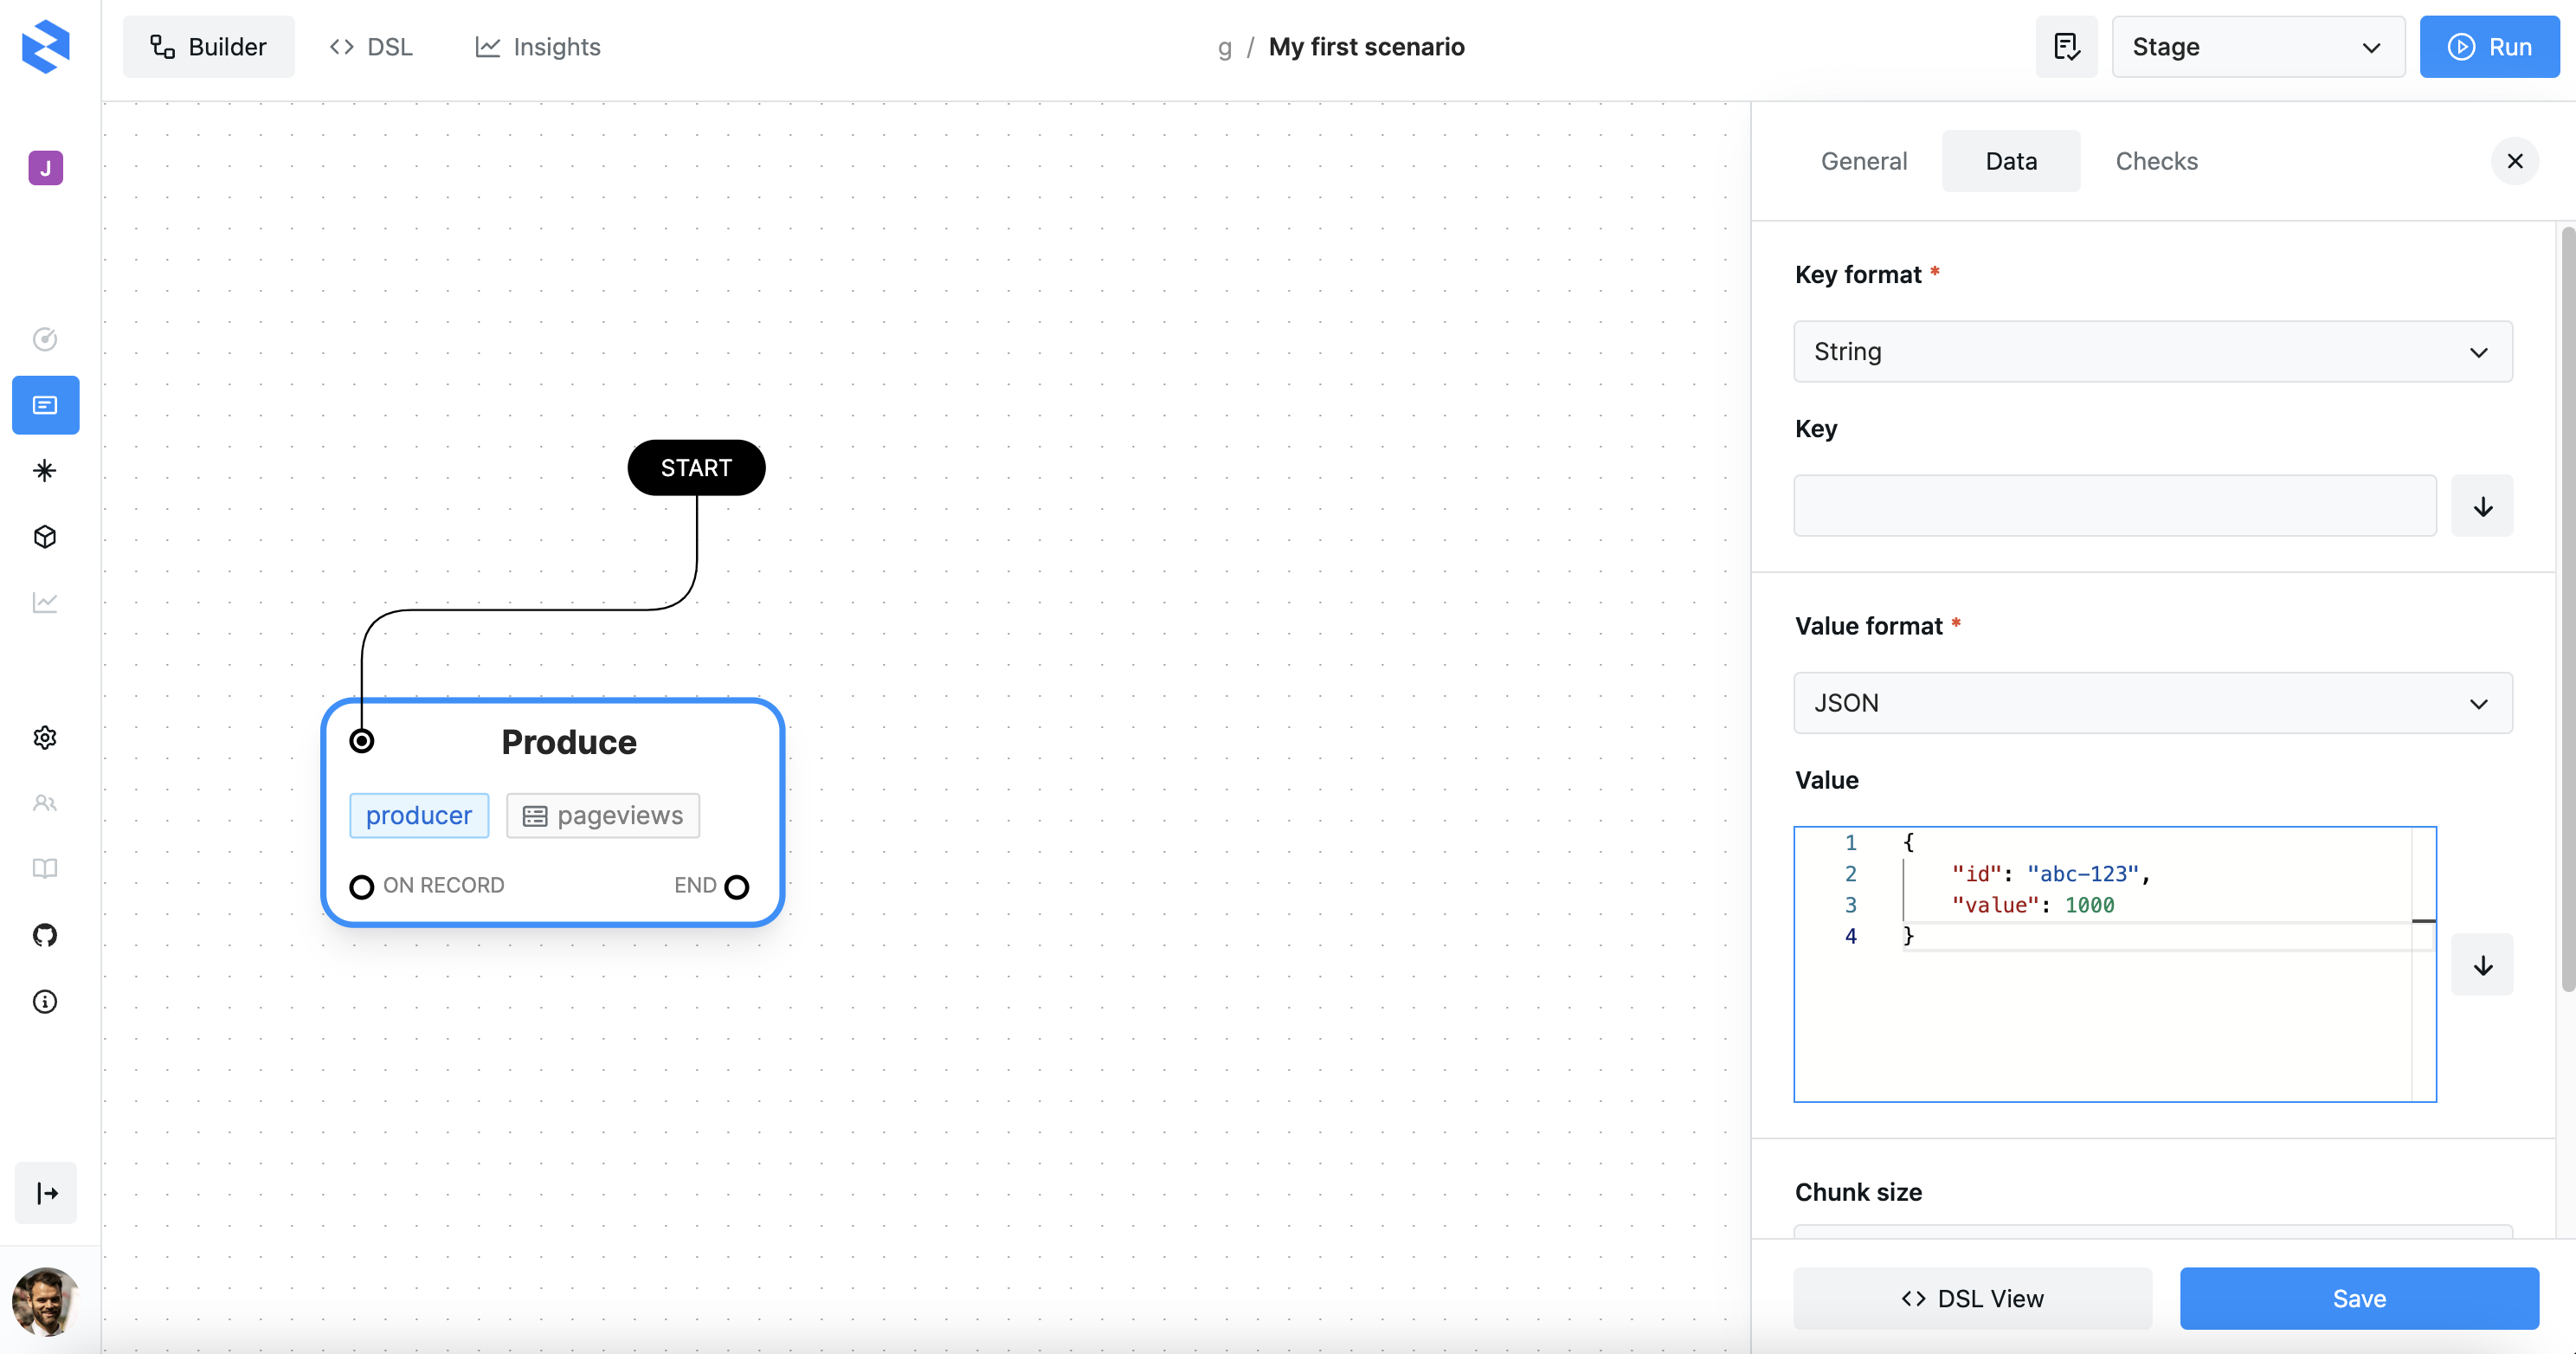 Builder
DSL
Insights
g / My first scenario
Stage
Run
J
General
Data
Checks
Key format *
String
Key
START
Value format *
JSON
Produce
Value
producer
pageviews
ON RECORD
END
1 {
2 "id": "abc-123",
3 "value": 1000
4 }
Chunk size
DSL View
Save